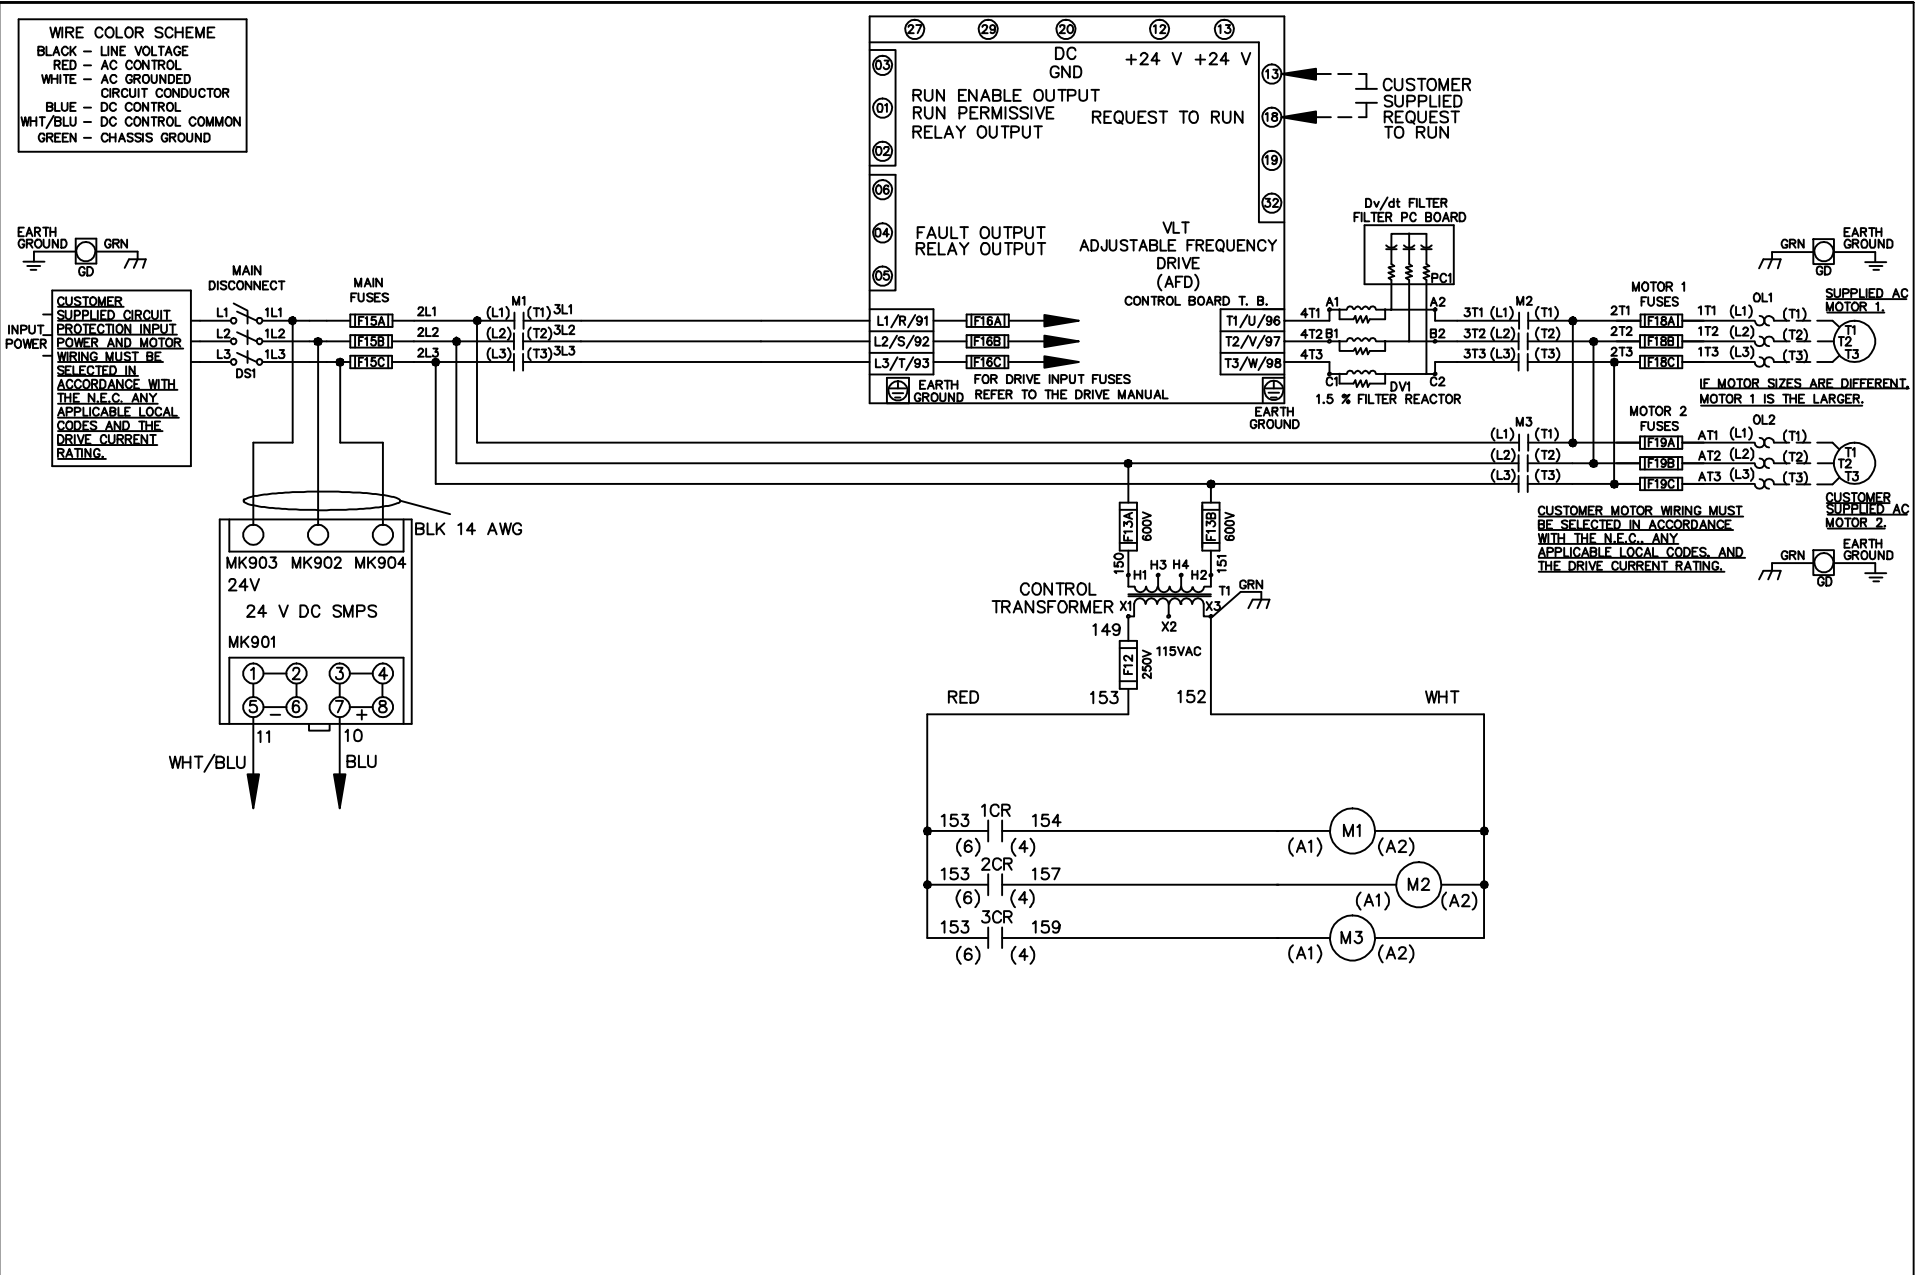 WIRE COLOR SCHEME
BLACK – LINE VOLTAGE
RED – AC CONTROL
WHITE – AC GROUNDED
CIRCUIT CONDUCTOR
BLUE – DC CONTROL
WHT/BLU – DC CONTROL COMMON
GREEN – CHASSIS GROUND
27 29 20 12 13
DC
GND
+24 V +24 V
03
01
02
RUN ENABLE OUTPUT
RUN PERMISSIVE
RELAY OUTPUT
REQUEST TO RUN
13
18
19
32
CUSTOMER
SUPPLIED
REQUEST
TO RUN
06
04
05
FAULT OUTPUT
RELAY OUTPUT
VLT
ADJUSTABLE FREQUENCY
DRIVE
(AFD)
CONTROL BOARD T. B.
EARTH
GROUND
GRN
GD
INPUT
POWER
CUSTOMER
SUPPLIED CIRCUIT
PROTECTION INPUT
POWER AND MOTOR
WIRING MUST BE
SELECTED IN
ACCORDANCE WITH
THE N.E.C. ANY
APPLICABLE LOCAL
CODES AND THE
DRIVE CURRENT
RATING.
MAIN
DISCONNECT
L1 1L1
L2 1L2
L3 1L3
DS1
MAIN
FUSES
F15A
F15B
F15C
2L1
2L2
2L3
M1
(L1) (T1) 3L1
(L2) (T2) 3L2
(L3) (T3) 3L3
L1/R/91 F16A
L2/S/92 F16B
L3/T/93 F16C
EARTH
GROUND
FOR DRIVE INPUT FUSES
REFER TO THE DRIVE MANUAL
T1/U/96
T2/V/97
T3/W/98
EARTH
GROUND
Dv/dt FILTER
FILTER PC BOARD
PC1
4T1 A1 A2
4T2 B1 B2
4T3
C1 DV1 C2
1.5 % FILTER REACTOR
M2
3T1 (L1) (T1)
3T2 (L2) (T2)
3T3 (L3) (T3)
MOTOR 1
FUSES
2T1 F18A 1T1 (L1) OL1 (T1)
2T2 F18B 1T2 (L2) (T2)
2T3 F18C 1T3 (L3) (T3)
GRN
GD
EARTH
GROUND
SUPPLIED AC
MOTOR 1.
T1
T2
T3
IF MOTOR SIZES ARE DIFFERENT,
MOTOR 1 IS THE LARGER.
M3
(L1) (T1)
(L2) (T2)
(L3) (T3)
MOTOR 2
FUSES
F19A AT1 (L1) OL2 (T1)
F19B AT2 (L2) (T2)
F19C AT3 (L3) (T3)
T1
T2
T3
CUSTOMER
SUPPLIED AC
MOTOR 2.
CUSTOMER MOTOR WIRING MUST
BE SELECTED IN ACCORDANCE
WITH THE N.E.C., ANY
APPLICABLE LOCAL CODES, AND
THE DRIVE CURRENT RATING.
GRN
GD
EARTH
GROUND
BLK 14 AWG
MK903 MK902 MK904
24V
24 V DC SMPS
MK901
1 2 3 4
5 – 6 7 + 8
11 10
WHT/BLU BLU
F13A 600V
F13B 600V
150 151
H1 H3 H4 H2
CONTROL
TRANSFORMER
X1 X2 X3
T1
GRN
149
115VAC
F12 250V
153 152
RED WHT
153 1CR 154 M1
(6) (4) (A1) (A2)
153 2CR 157 M2
(6) (4) (A1) (A2)
153 3CR 159 M3
(6) (4) (A1) (A2)